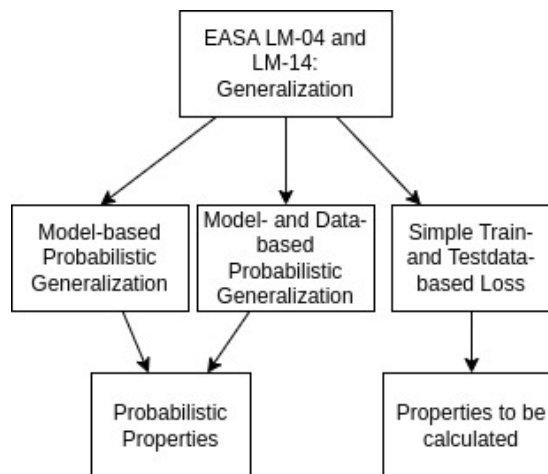 EASA LM-04 and
LM-14:
Generalization
Model-based
Probabilistic
Generalization
Model- and Data-
based
Probabilistic
Generalization
Simple Train-
and Testdata-
based Loss
Probabilistic
Properties
Properties to be
calculated